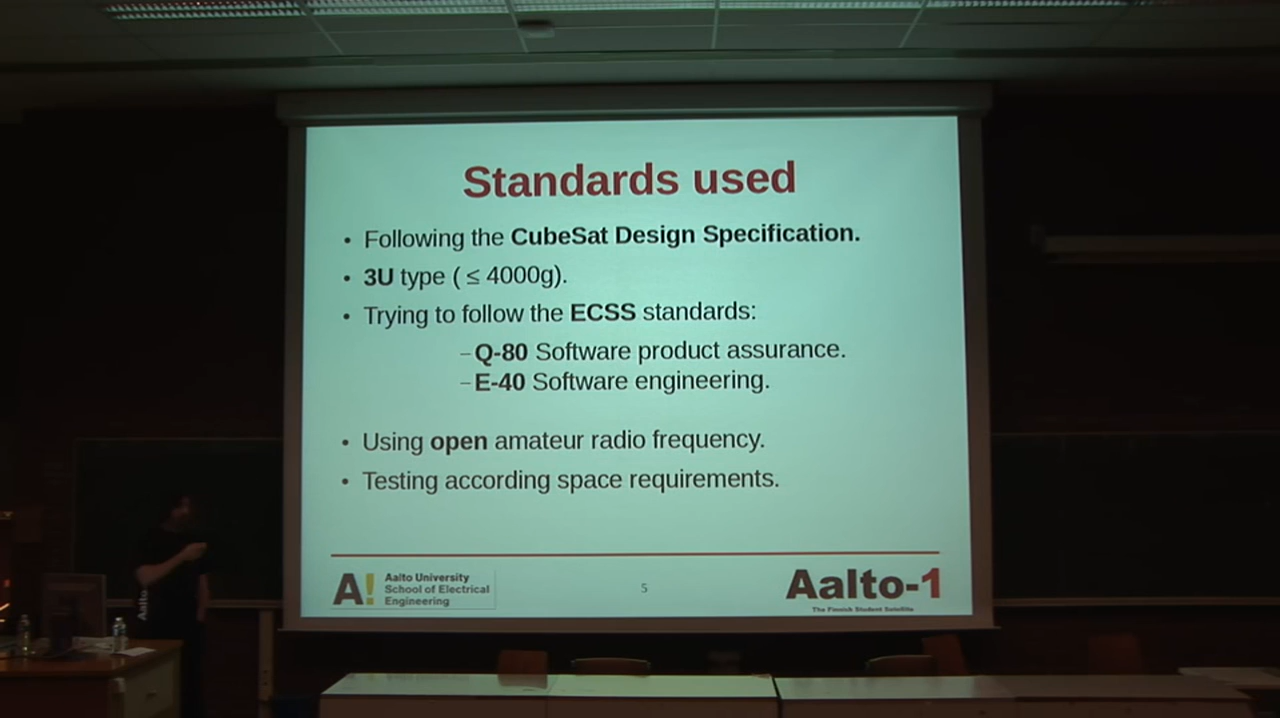 Standards used
• Following the CubeSat Design Specification.
• 3U type ( ≤ 4000g).
• Trying to follow the ECSS standards:
–Q-80 Software product assurance.
–E-40 Software engineering.
• Using open amateur radio frequency.
• Testing according space requirements.
A! Aalto University
School of Electrical
Engineering
5
Aalto-1
The Finnish Student Satellite
Aalto